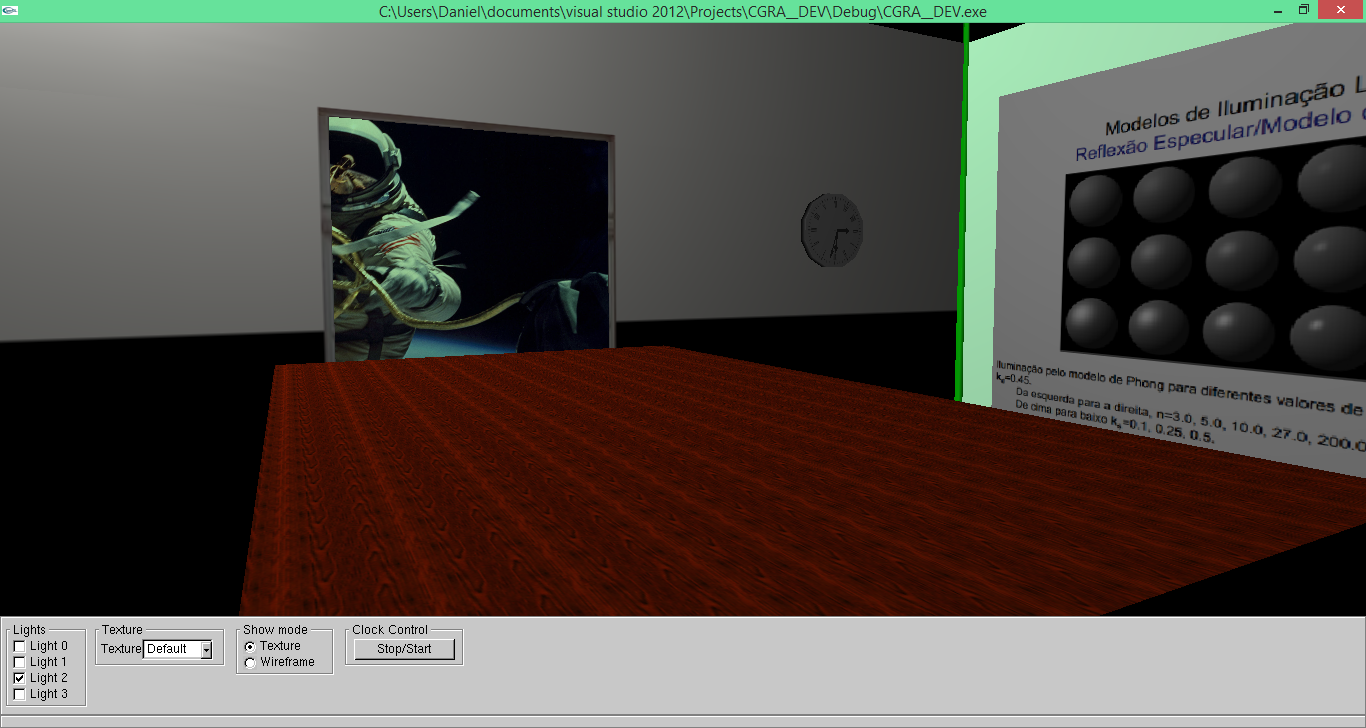 C:\Users\Daniel\documents\visual studio 2012\Projects\CGRA__DEV\Debug\CGRA__DEV.exe
Modelos de Iluminação L
Reflexão Especular/Modelo
Iluminação pelo modelo de Phong para diferentes valores de
kₐ=0.45.
Da esquerda para a direita, n=3.0, 5.0, 10.0, 27.0, 200.0
De cima para baixo kₛ=0.1, 0.25, 0.5.
Lights
Light 0
Light 1
Light 2
Light 3
Texture
Texture Default
Show mode
Texture
Wireframe
Clock Control
Stop/Start